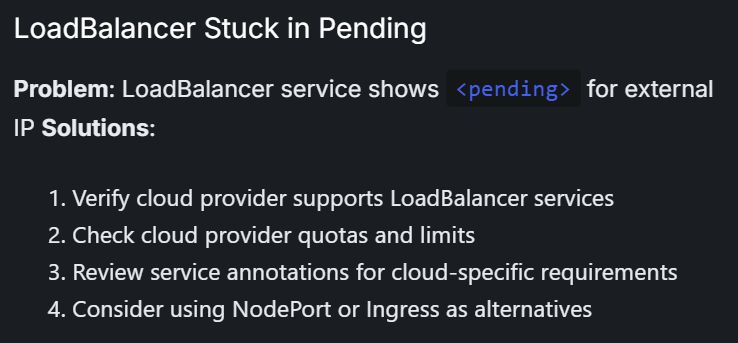 LoadBalancer Stuck in Pending
Problem: LoadBalancer service shows <pending> for external
IP Solutions:
1. Verify cloud provider supports LoadBalancer services
2. Check cloud provider quotas and limits
3. Review service annotations for cloud-specific requirements
4. Consider using NodePort or Ingress as alternatives